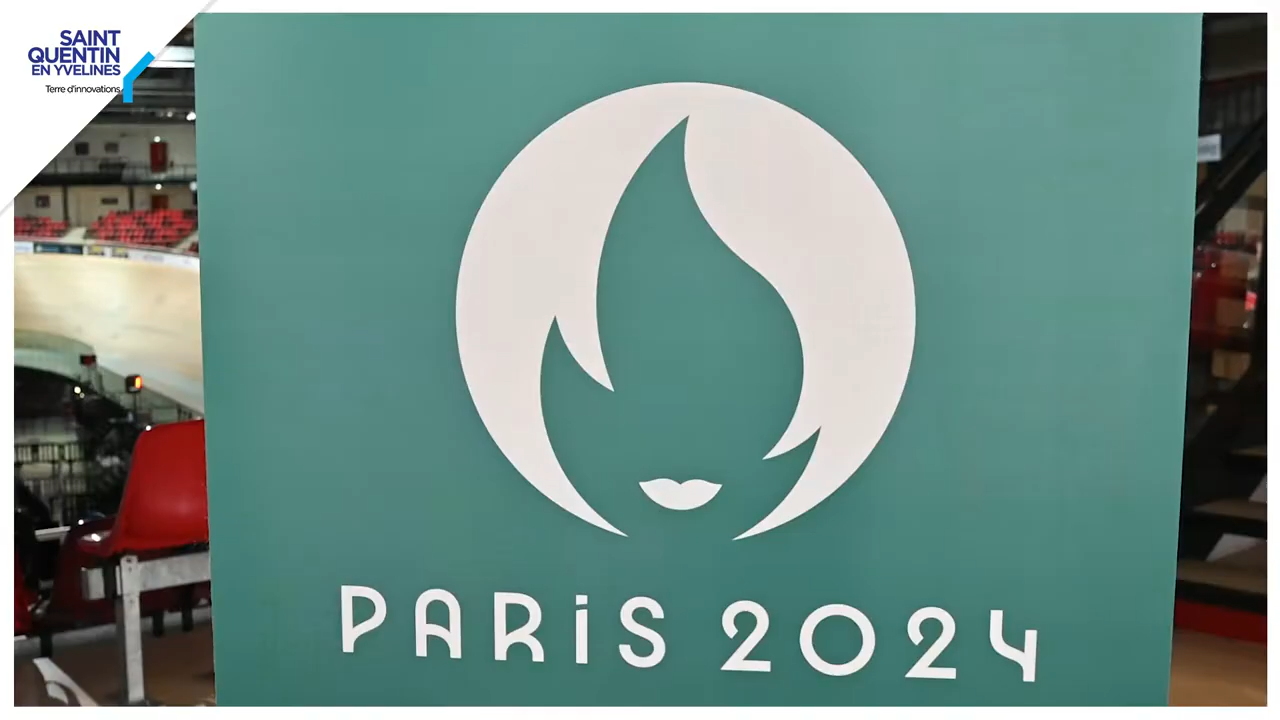 SAINT
QUENTIN
EN YVELINES
Terre d'innovations
PARiS 2024